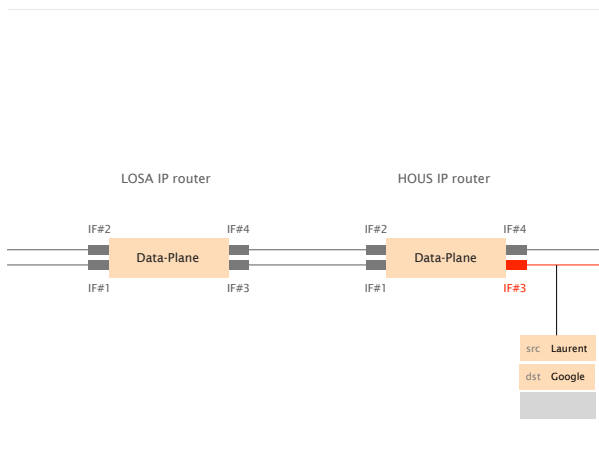 LOSA IP router
HOUS IP router
IF#2
IF#4
IF#2
IF#4
Data-Plane
Data-Plane
IF#1
IF#3
IF#1
IF#3
src Laurent
dst Google